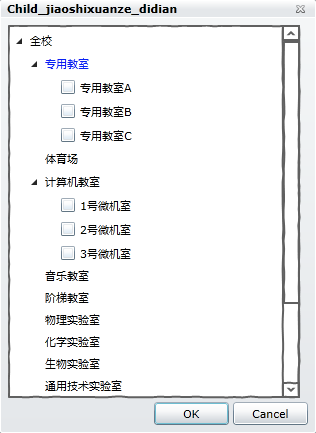 Child_jiaoshixuanze_didian
全校
专用教室
专用教室A
专用教室B
专用教室C
体育场
计算机教室
1号微机室
2号微机室
3号微机室
音乐教室
阶梯教室
物理实验室
化学实验室
生物实验室
通用技术实验室
OK Cancel